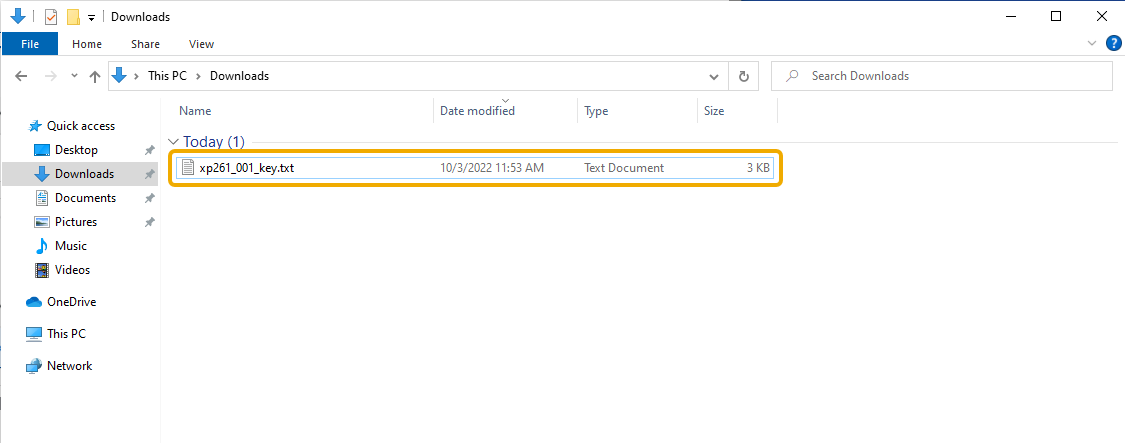 Downloads
File Home Share View
This PC Downloads Search Downloads
Name Date modified Type Size
Quick access
Today (1)
Desktop
xp261_001_key.txt 10/3/2022 11:53 AM Text Document 3 KB
Downloads
Documents
Pictures
Music
Videos
OneDrive
This PC
Network